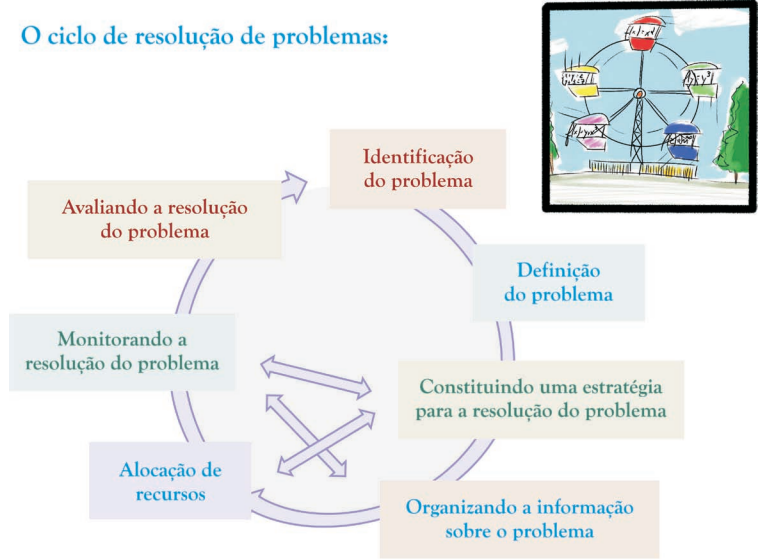 O ciclo de resolução de problemas:
Identificação
do problema
Definição
do problema
Constituindo uma estratégia
para a resolução do problema
Organizando a informação
sobre o problema
Alocação de
recursos
Monitorando a
resolução do problema
Avaliando a resolução
do problema